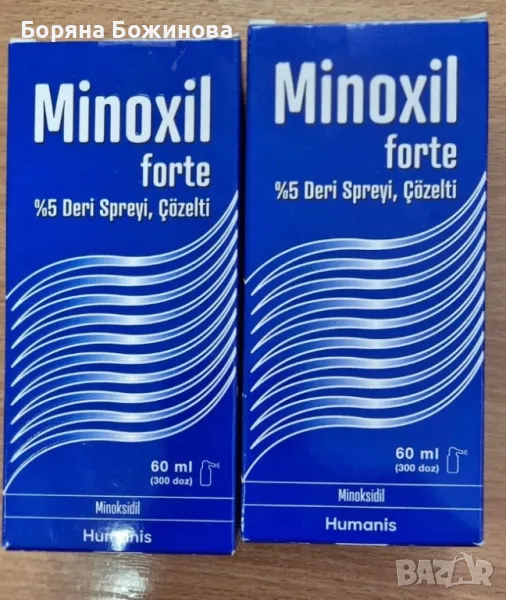 Боряна Божинова
Minoxil
forte
%5 Deri Spreyi, Çözelti
60 ml
(300 doz)
Minoksidil
Humanis
Minoxil
forte
%5 Deri Spreyi, Çözelti
60 ml
(300 doz)
Minoksidil
Humanis
BAZAR